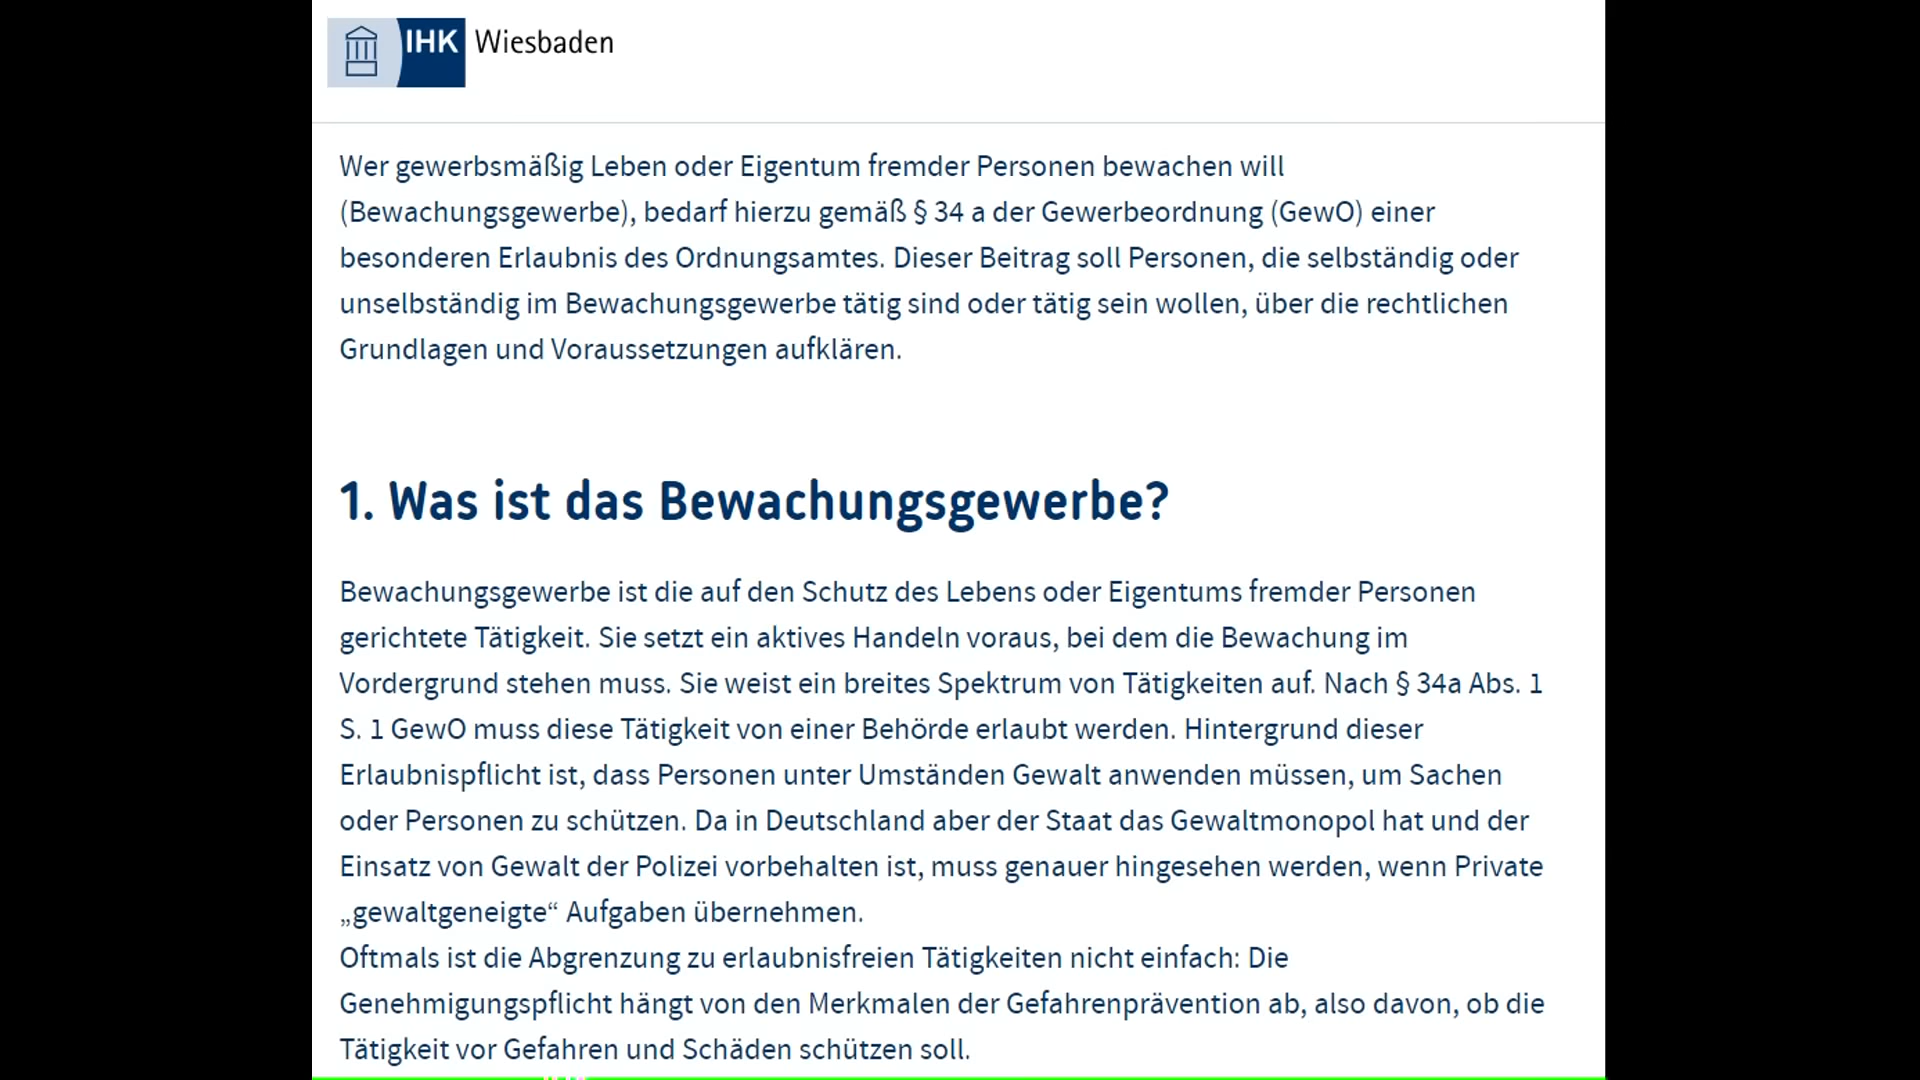 IHK Wiesbaden
Wer gewerbsmäßig Leben oder Eigentum fremder Personen bewachen will
(Bewachungsgewerbe), bedarf hierzu gemäß § 34 a der Gewerbeordnung (GewO) einer
besonderen Erlaubnis des Ordnungsamtes. Dieser Beitrag soll Personen, die selbständig oder
unselbständig im Bewachungsgewerbe tätig sind oder tätig sein wollen, über die rechtlichen
Grundlagen und Voraussetzungen aufklären.
1. Was ist das Bewachungsgewerbe?
Bewachungsgewerbe ist die auf den Schutz des Lebens oder Eigentums fremder Personen
gerichtete Tätigkeit. Sie setzt ein aktives Handeln voraus, bei dem die Bewachung im
Vordergrund stehen muss. Sie weist ein breites Spektrum von Tätigkeiten auf. Nach § 34a Abs. 1
S. 1 GewO muss diese Tätigkeit von einer Behörde erlaubt werden. Hintergrund dieser
Erlaubnispflicht ist, dass Personen unter Umständen Gewalt anwenden müssen, um Sachen
oder Personen zu schützen. Da in Deutschland aber der Staat das Gewaltmonopol hat und der
Einsatz von Gewalt der Polizei vorbehalten ist, muss genauer hingesehen werden, wenn Private
„gewaltgeneigte“ Aufgaben übernehmen.
Oftmals ist die Abgrenzung zu erlaubnisfreien Tätigkeiten nicht einfach: Die
Genehmigungspflicht hängt von den Merkmalen der Gefahrenprävention ab, also davon, ob die
Tätigkeit vor Gefahren und Schäden schützen soll.